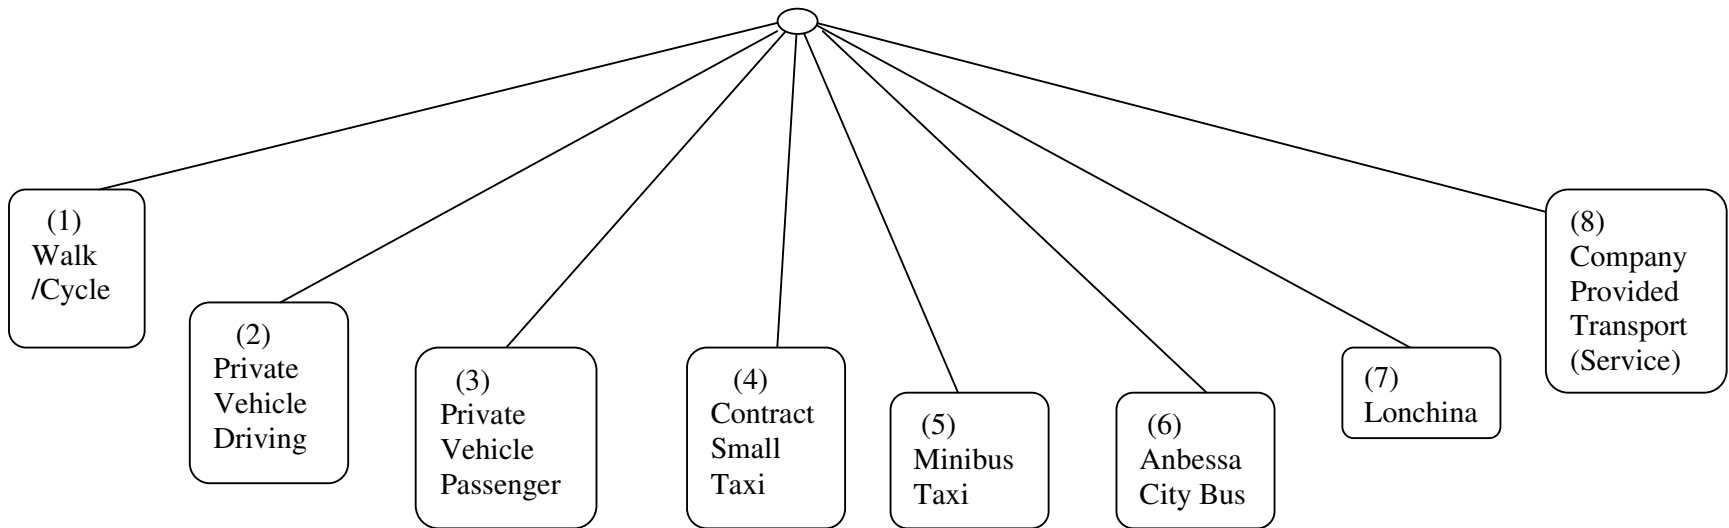 (1)
Walk
/Cycle
(2)
Private
Vehicle
Driving
(3)
Private
Vehicle
Passenger
(4)
Contract
Small
Taxi
(5)
Minibus
Taxi
(6)
Anbessa
City Bus
(7)
Lonchina
(8)
Company
Provided
Transport
(Service)